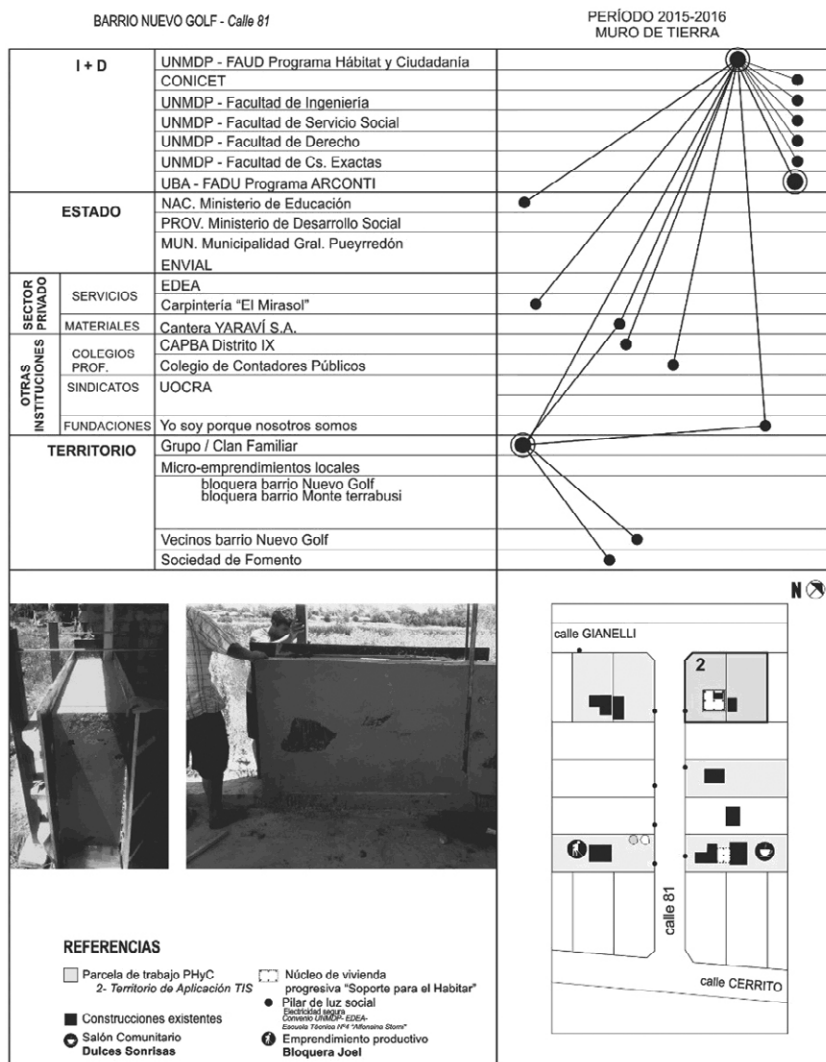 BARRIO NUEVO GOLF - Calle 81
PERÍODO 2015-2016
MURO DE TIERRA
I + D
UNMDP - FAUD Programa Hábitat y Ciudadanía
CONICET
UNMDP - Facultad de Ingeniería
UNMDP - Facultad de Servicio Social
UNMDP - Facultad de Derecho
UNMDP - Facultad de Cs. Exactas
UBA - FADU Programa ARCONTI
ESTADO
NAC. Ministerio de Educación
PROV. Ministerio de Desarrollo Social
MUN. Municipalidad Gral. Pueyrredón
ENVIAL
SECTOR
PRIVADO
SERVICIOS
EDEA
Carpintería "El Mirasol"
MATERIALES
Cantera YARAVÍ S.A.
OTRAS
INSTITUCIONES
COLEGIOS
PROF.
CAPBA Distrito IX
Colegio de Contadores Públicos
SINDICATOS
UOCRA
FUNDACIONES
Yo soy porque nosotros somos
TERRITORIO
Grupo / Clan Familiar
Micro-emprendimientos locales
bloquera barrio Nuevo Golf
bloquera barrio Monte terrabusi
Vecinos barrio Nuevo Golf
Sociedad de Fomento
N
calle GIANELLI
2
calle 81
calle CERRITO
REFERENCIAS
Parcela de trabajo PHyC
2- Territorio de Aplicación TIS
Construcciones existentes
Salón Comunitario
Dulces Sonrisas
Núcleo de vivienda
progresiva "Soporte para el Habitar"
Pilar de luz social
Electricidad segura
Convenio UNMDP- EDEA-
Escuela Técnica Nº4 "Alfonsina Storni"
Emprendimiento productivo
Bloquera Joel